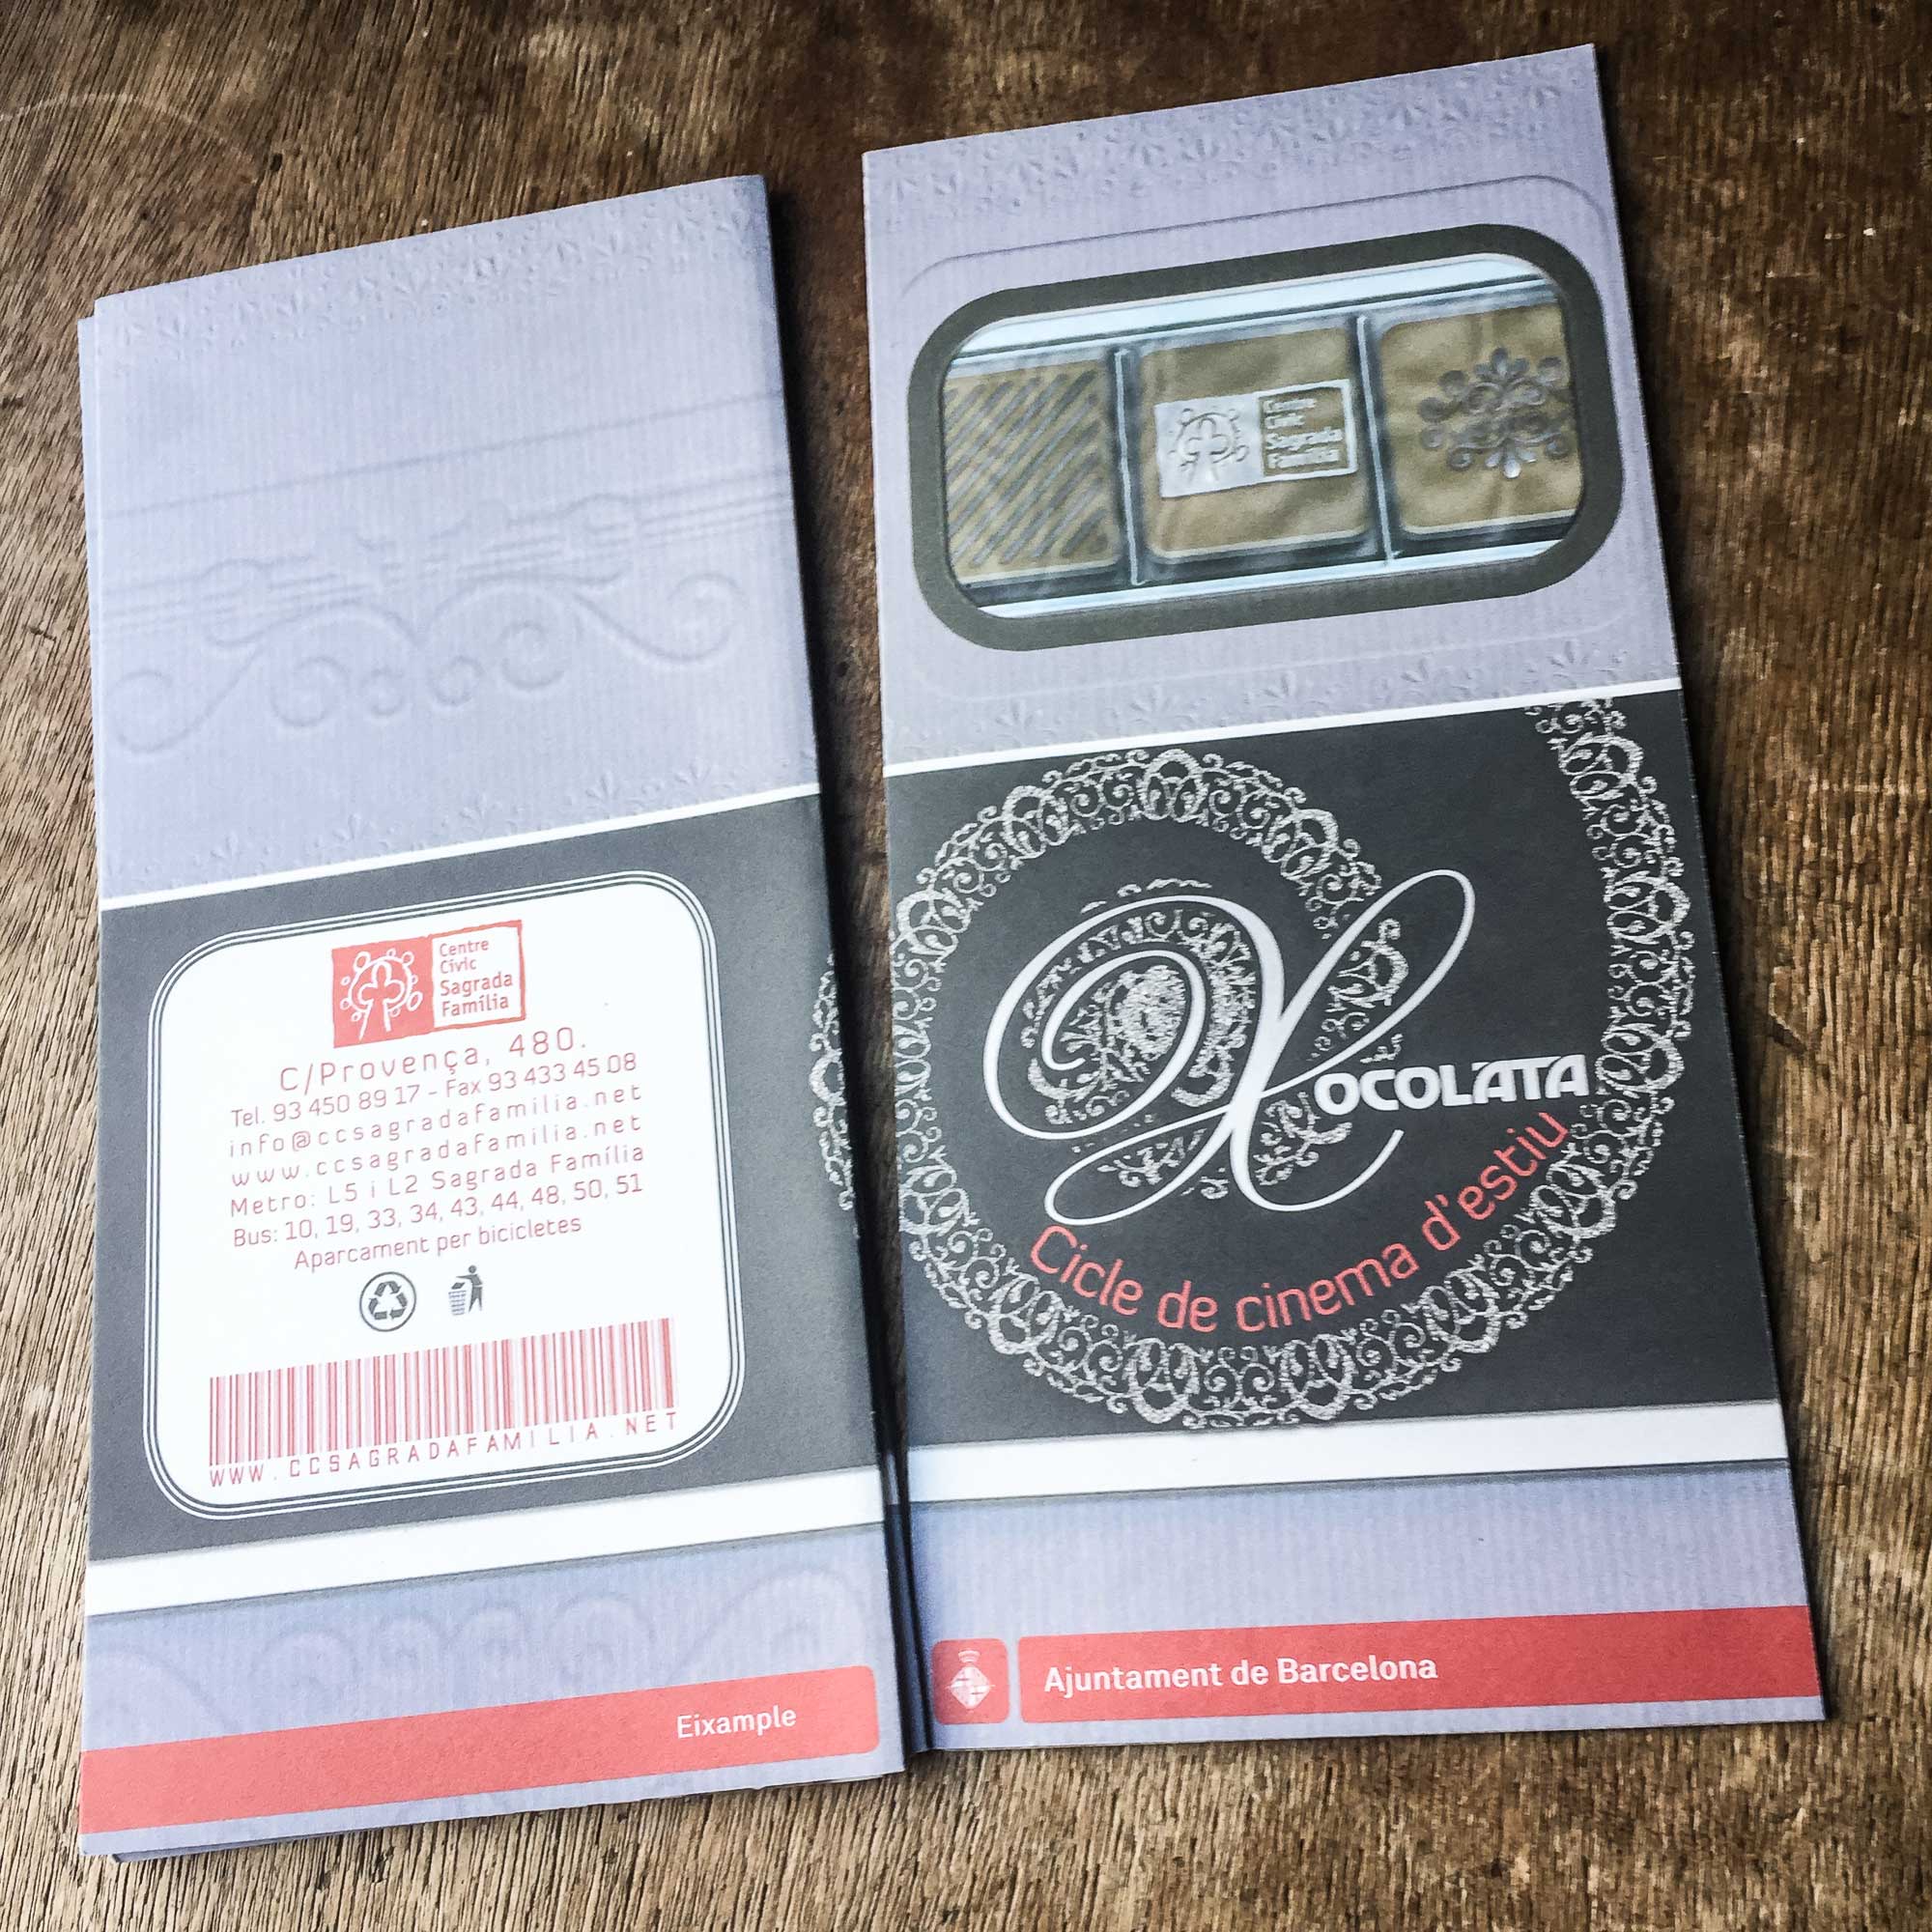 Centre
Cívic
Sagrada
Família
C/Provença, 480.
Tel. 93 450 89 17 - Fax 93 433 45 08
info@ccsagradafamilia.net
www.ccsagradafamilia.net
Metro: L5 i L2 Sagrada Família
Bus: 10, 19, 33, 34, 43, 44, 48, 50, 51
Aparcament per bicicletes
WWW.CCSAGRADAFAMILIA.NET
Eixample
Centre
Cívic
Sagrada
Família
XOCOLATA
Cicle de cinema d'estiu
Ajuntament de Barcelona